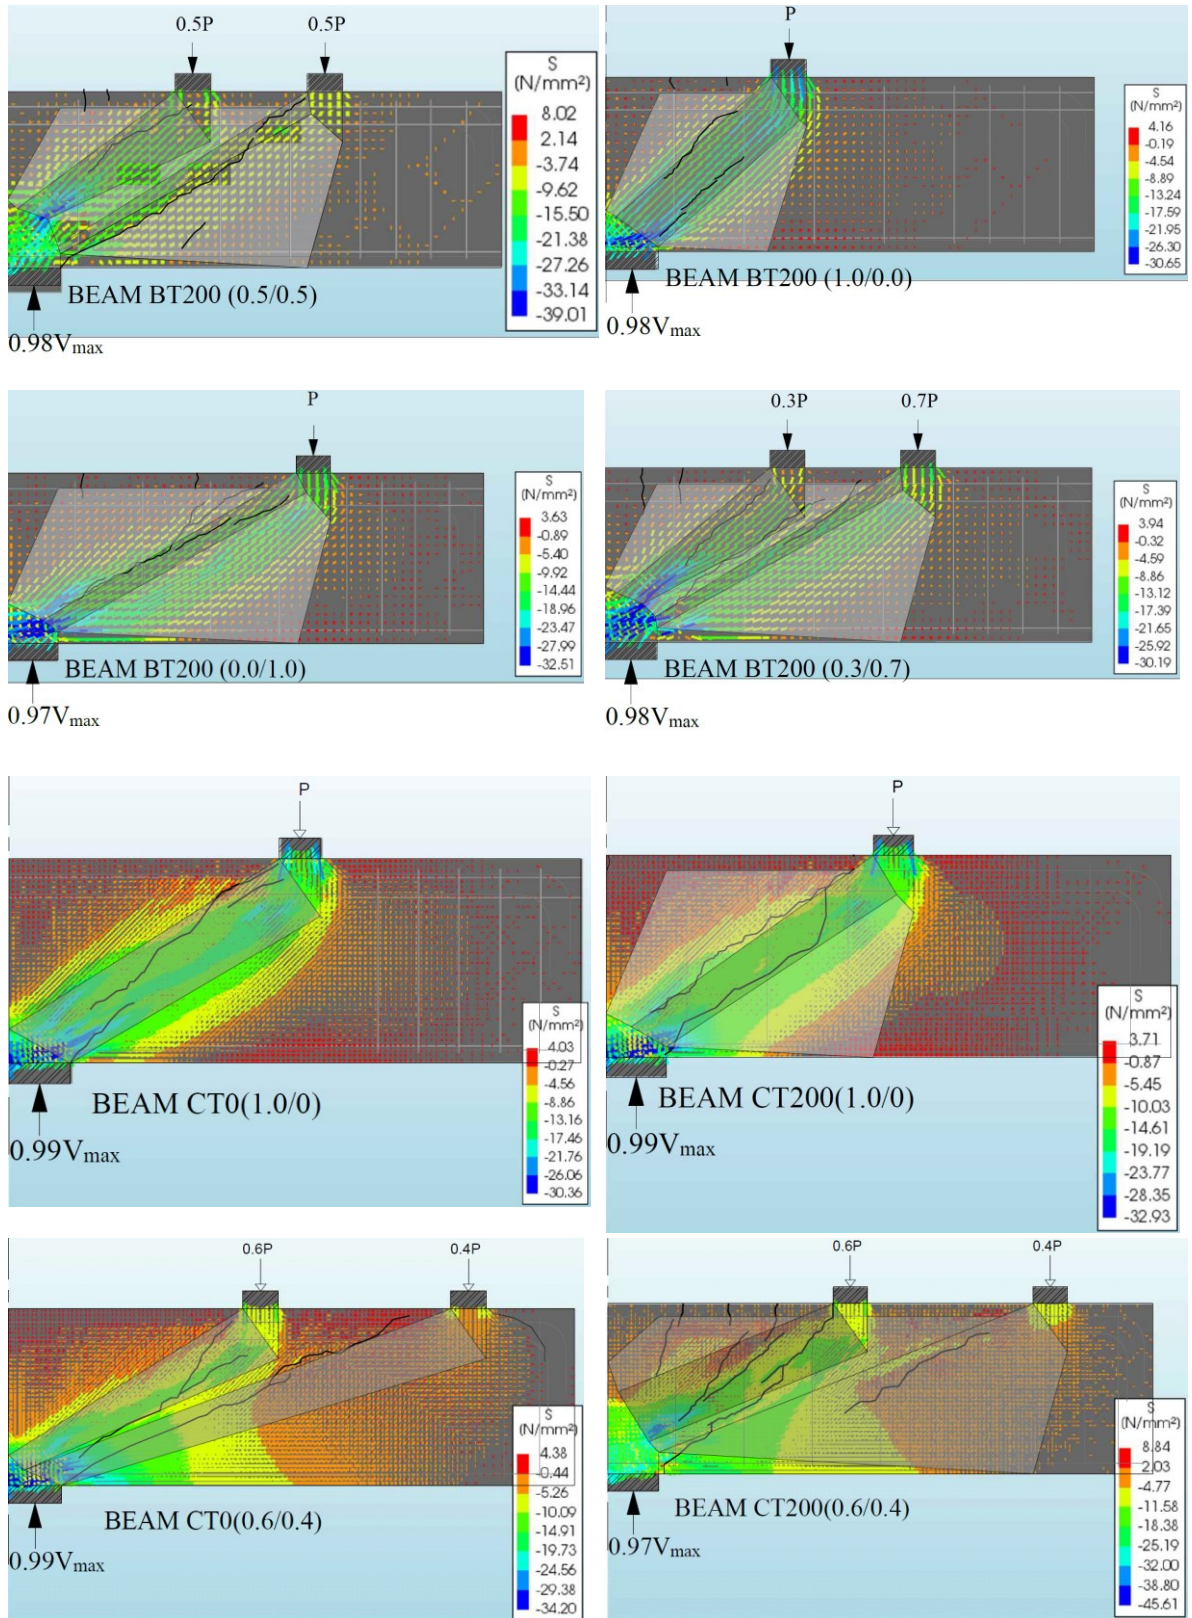 0.5P 0.5P
S
(N/mm²)
8.02
2.14
-3.74
-9.62
-15.50
-21.38
-27.26
-33.14
-39.01
BEAM BT200 (0.5/0.5)
0.98Vmax
P
S
(N/mm²)
4.16
-0.19
-4.54
-8.89
-13.24
-17.59
-21.95
-26.30
-30.65
BEAM BT200 (1.0/0.0)
0.98Vmax
P
S
(N/mm²)
3.63
-0.89
-5.40
-9.92
-14.44
-18.96
-23.47
-27.99
-32.51
BEAM BT200 (0.0/1.0)
0.97Vmax
0.3P 0.7P
S
(N/mm²)
3.94
-0.32
-4.59
-8.86
-13.12
-17.39
-21.65
-25.92
-30.19
BEAM BT200 (0.3/0.7)
0.98Vmax
P
S
(N/mm²)
4.03
-0.27
-4.56
-8.86
-13.16
-17.46
-21.76
-26.06
-30.36
BEAM CT0(1.0/0)
0.99Vmax
P
S
(N/mm²)
3.71
-0.87
-5.45
-10.03
-14.61
-19.19
-23.77
-28.35
-32.93
BEAM CT200(1.0/0)
0.99Vmax
0.6P 0.4P
S
(N/mm²)
4.38
-0.44
-5.26
-10.09
-14.91
-19.73
-24.56
-29.38
-34.20
BEAM CT0(0.6/0.4)
0.99Vmax
0.6P 0.4P
S
(N/mm²)
8.84
2.03
-4.77
-11.58
-18.38
-25.19
-32.00
-38.80
-45.61
BEAM CT200(0.6/0.4)
0.97Vmax